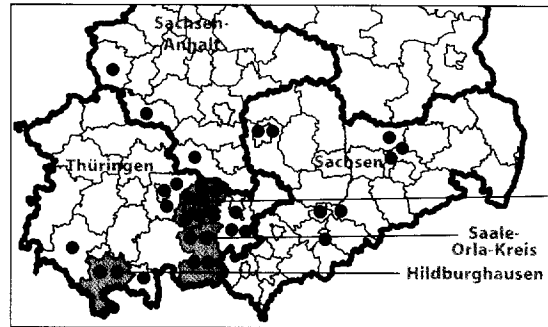 Sachsen-
Anhalt
Thüringen
Sachsen
Saale-
Orla-Kreis
Hildburghausen